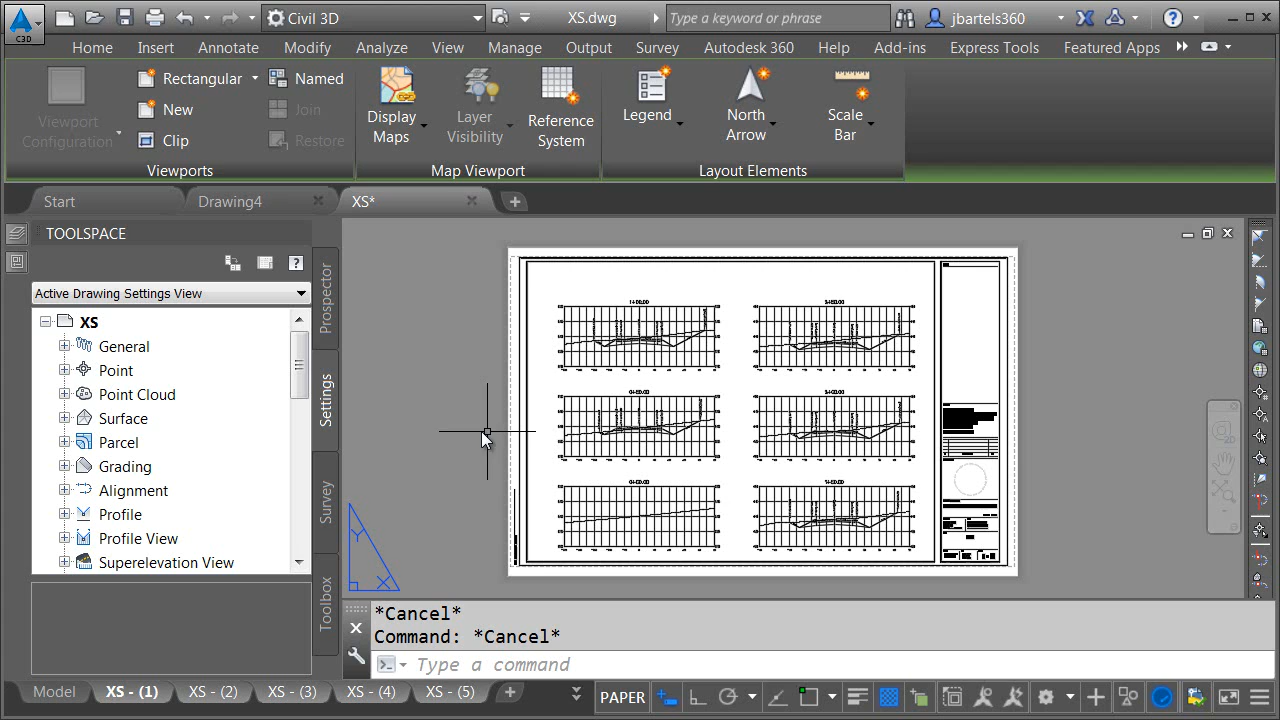 C3D
Civil 3D
XS.dwg
Type a keyword or phrase
jbartels360
Home Insert Annotate Modify Analyze View Manage Output Survey Autodesk 360 Help Add-ins Express Tools Featured Apps
Viewport Configuration
Rectangular
New
Clip
Named
Join
Restore
Viewports
Display Maps
Layer Visibility
Reference System
Map Viewport
Legend
North Arrow
Scale Bar
Layout Elements
Start Drawing4 XS*
TOOLSPACE
Active Drawing Settings View
XS
General
Point
Point Cloud
Surface
Parcel
Grading
Alignment
Profile
Profile View
Superelevation View
Prospector
Settings
Survey
Toolbox
Y
X
*Cancel*
Command: *Cancel*
Type a command
Model XS - (1) XS - (2) XS - (3) XS - (4) XS - (5)
PAPER